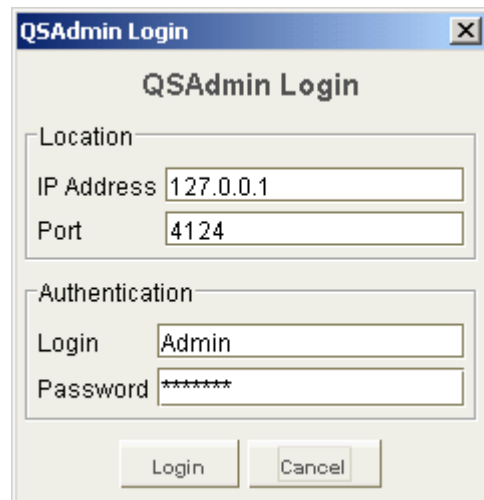 QSAdmin Login
QSAdmin Login
Location
IP Address 127.0.0.1
Port 4124
Authentication
Login Admin
Password *******
Login Cancel